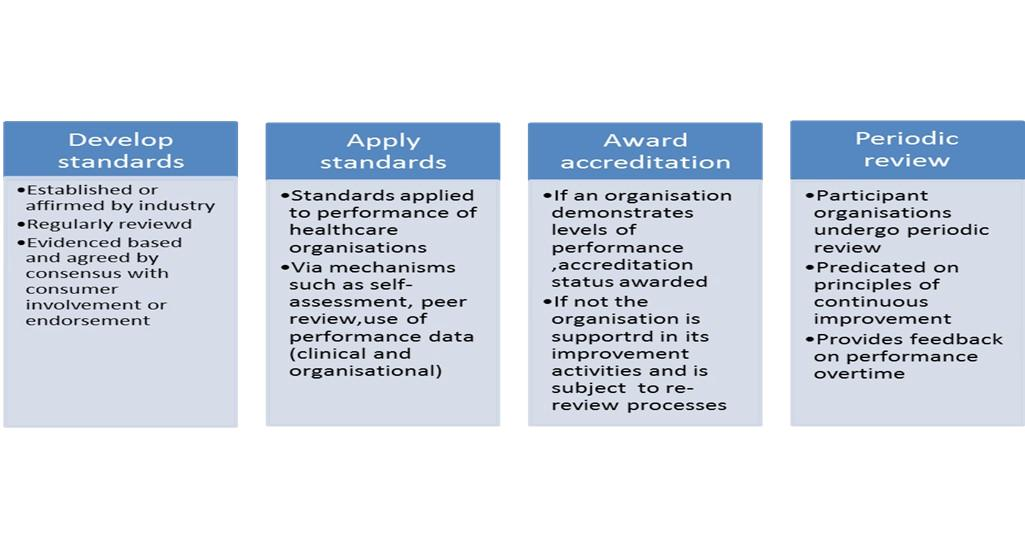 Develop
standards
•Established or
affirmed by industry
•Regularly reviewd
•Evidenced based
and agreed by
consensus with
consumer
involvement or
endorsement
Apply
standards
•Standards applied
to performance of
healthcare
organisations
•Via mechanisms
such as self-
assessment, peer
review,use of
performance data
(clinical and
organisational)
Award
accreditation
•If an organisation
demonstrates
levels of
performance
,accreditation
status awarded
•If not the
organisation is
supportrd in its
improvement
activities and is
subject to re-
review processes
Periodic
review
•Participant
organisations
undergo periodic
review
•Predicated on
principles of
continuous
improvement
•Provides feedback
on performance
overtime